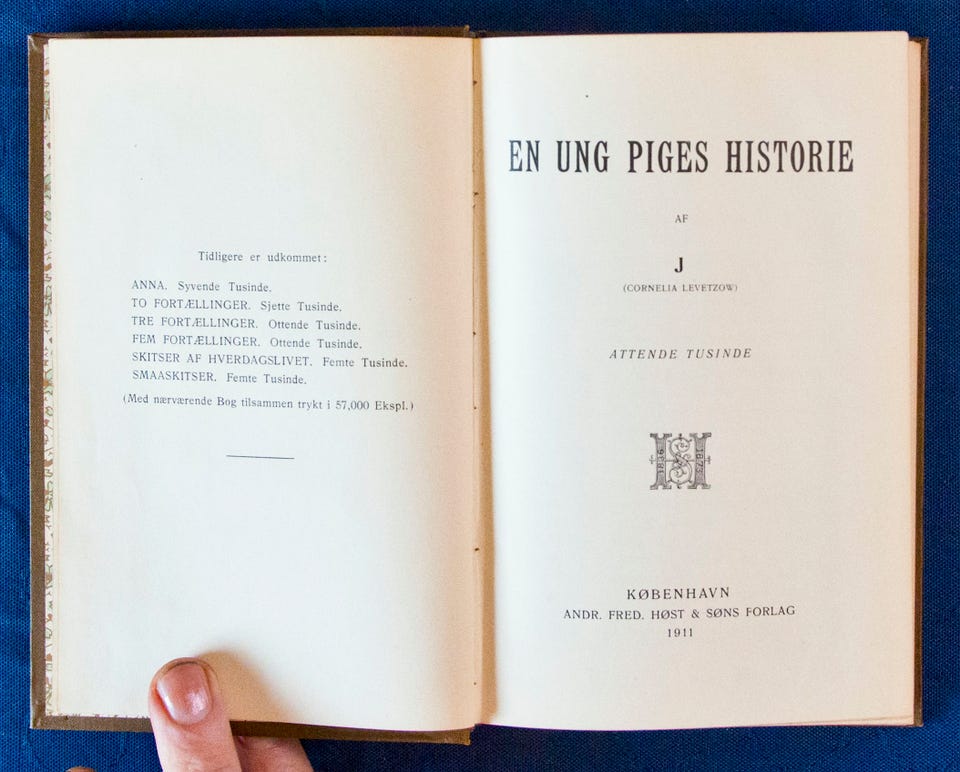 Tidligere er udkommet:
ANNA. Syvende Tusinde.
TO FORTÆLLINGER. Sjette Tusinde.
TRE FORTÆLLINGER. Ottende Tusinde.
FEM FORTÆLLINGER. Ottende Tusinde.
SKITSER AF HVERDAGSLIVET. Femte Tusinde.
SMAASKITSER. Femte Tusinde.
(Med nærværende Bog tilsammen trykt i 57,000 Ekspl.)
EN UNG PIGES HISTORIE
AF
J
(CORNELIA LEVETZOW)
ATTENDE TUSINDE
KØBENHAVN
ANDR. FRED. HØST & SØNS FORLAG
1911